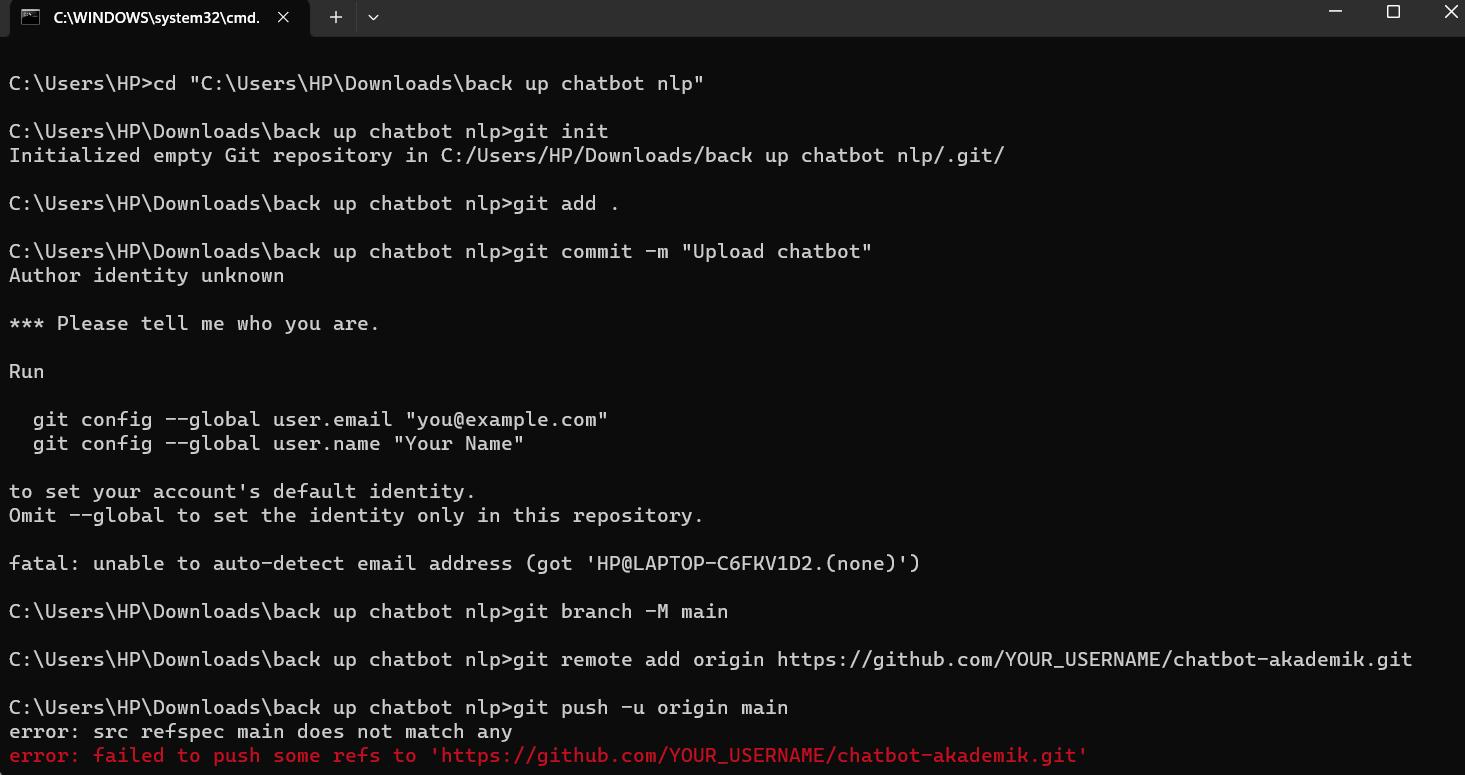 C:\WINDOWS\system32\cmd.
C:\Users\HP>cd "C:\Users\HP\Downloads\back up chatbot nlp"
C:\Users\HP\Downloads\back up chatbot nlp>git init
Initialized empty Git repository in C:/Users/HP/Downloads/back up chatbot nlp/.git/
C:\Users\HP\Downloads\back up chatbot nlp>git add .
C:\Users\HP\Downloads\back up chatbot nlp>git commit -m "Upload chatbot"
Author identity unknown
*** Please tell me who you are.
Run
  git config --global user.email "you@example.com"
  git config --global user.name "Your Name"
to set your account's default identity.
Omit --global to set the identity only in this repository.
fatal: unable to auto-detect email address (got 'HP@LAPTOP-C6FKV1D2.(none)')
C:\Users\HP\Downloads\back up chatbot nlp>git branch -M main
C:\Users\HP\Downloads\back up chatbot nlp>git remote add origin https://github.com/YOUR_USERNAME/chatbot-akademik.git
C:\Users\HP\Downloads\back up chatbot nlp>git push -u origin main
error: src refspec main does not match any
error: failed to push some refs to 'https://github.com/YOUR_USERNAME/chatbot-akademik.git'